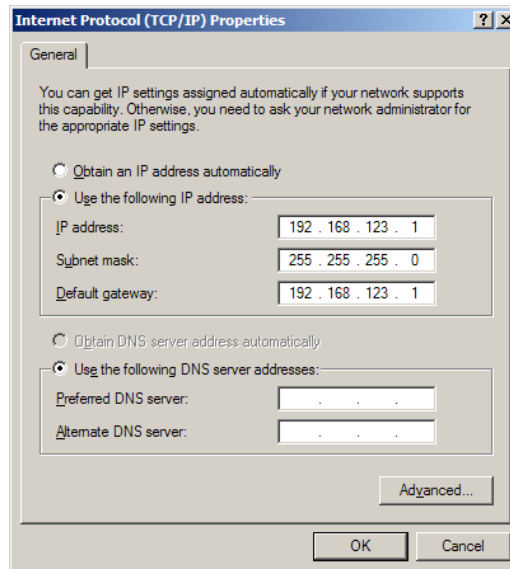 Internet Protocol (TCP/IP) Properties
General
You can get IP settings assigned automatically if your network supports
this capability. Otherwise, you need to ask your network administrator for
the appropriate IP settings.
Obtain an IP address automatically
Use the following IP address:
IP address: 192 . 168 . 123 . 1
Subnet mask: 255 . 255 . 255 . 0
Default gateway: 192 . 168 . 123 . 1
Obtain DNS server address automatically
Use the following DNS server addresses:
Preferred DNS server: . . .
Alternate DNS server: . . .
Advanced...
OK Cancel